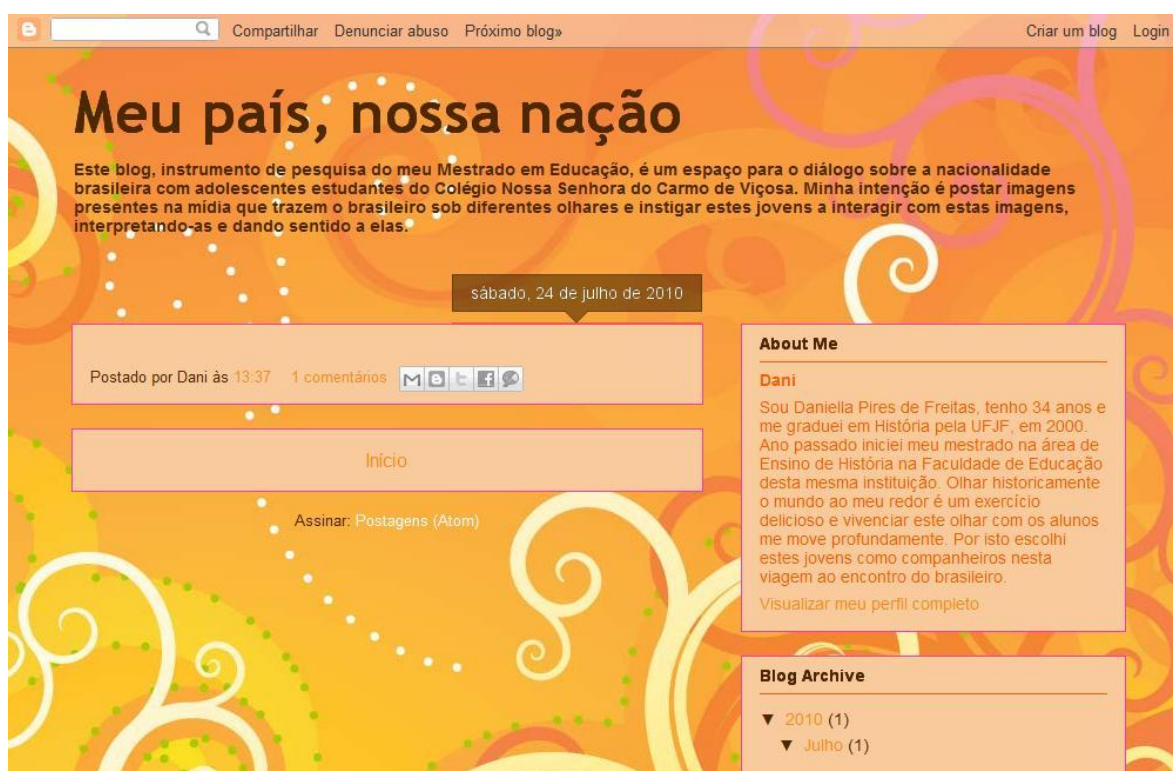 Compartilhar Denunciar abuso Próximo blog» Criar um blog Login
Meu país, nossa nação
Este blog, instrumento de pesquisa do meu Mestrado em Educação, é um espaço para o diálogo sobre a nacionalidade
brasileira com adolescentes estudantes do Colégio Nossa Senhora do Carmo de Viçosa. Minha intenção é postar imagens
presentes na mídia que trazem o brasileiro sob diferentes olhares e instigar estes jovens a interagir com estas imagens,
interpretando-as e dando sentido a elas.
sábado, 24 de julho de 2010
Postado por Dani às 13:37 1 comentários
Início
Assinar: Postagens (Atom)
About Me
Dani
Sou Daniella Pires de Freitas, tenho 34 anos e
me graduei em História pela UFJF, em 2000.
Ano passado iniciei meu mestrado na área de
Ensino de História na Faculdade de Educação
desta mesma instituição. Olhar historicamente
o mundo ao meu redor é um exercício
delicioso e vivenciar este olhar com os alunos
me move profundamente. Por isto escolhi
estes jovens como companheiros nesta
viagem ao encontro do brasileiro.
Visualizar meu perfil completo
Blog Archive
▼ 2010 (1)
▼ Julho (1)